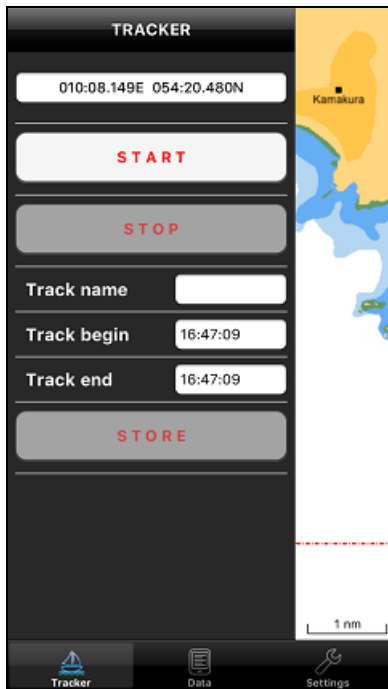 TRACKER
010:08.149E 054:20.480N
Kamakura
START
STOP
Track name
Track begin 16:47:09
Track end 16:47:09
STORE
1 nm
Tracker Data Settings